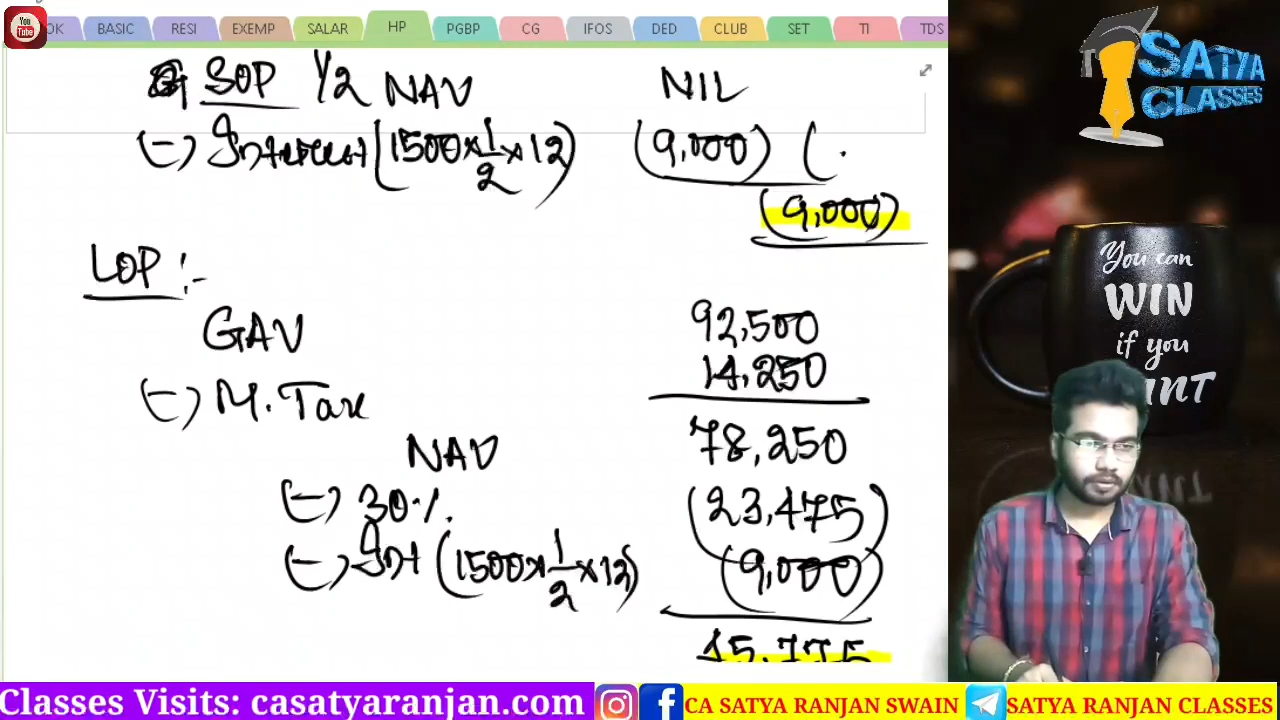 You Tube
OK BASIC RESI EXEMP SALAR HP PGBP CG IFOS DED CLUB SET TI TDS
SATYA
CLASSES
SOP 1/2 NAV NIL
(-) Interest (1500×1/2×12) (9,000) (
(9,000)
LOP:-
GAV 92,500
(-) M. Tax 14,250
NAV 78,250
(-) 30%. (23,475)
(-) Int (1500×1/2×12) (9,000)
45,775
You can
WIN
if you
Classes Visits: casatyaranjan.com CA SATYA RANJAN SWAIN SATYA RANJAN CLASSES